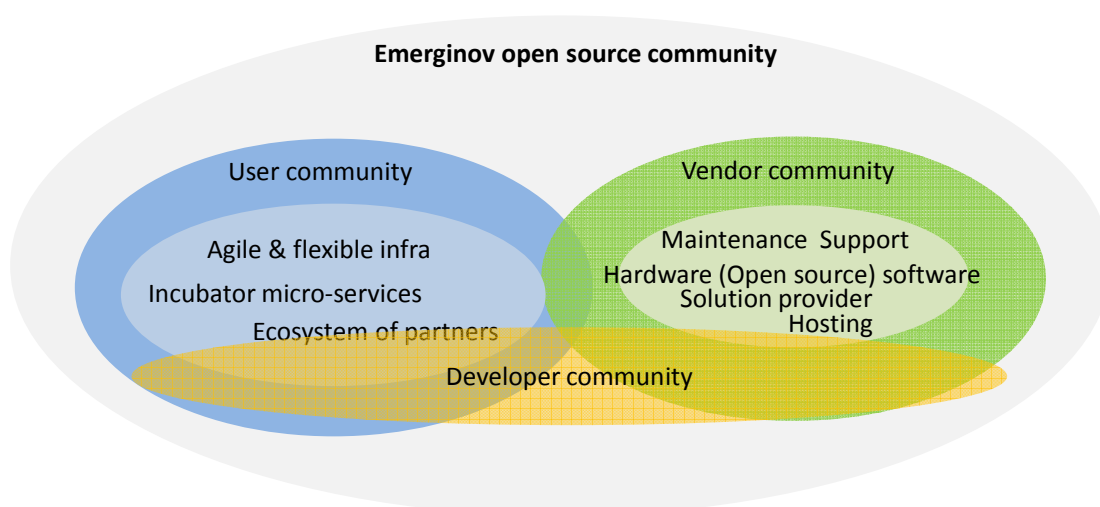 Emerginov open source community
User community
Agile & flexible infra
Incubator micro-services
Ecosystem of partners
Vendor community
Maintenance  Support
Hardware (Open source) software
Solution provider
Hosting
Developer community